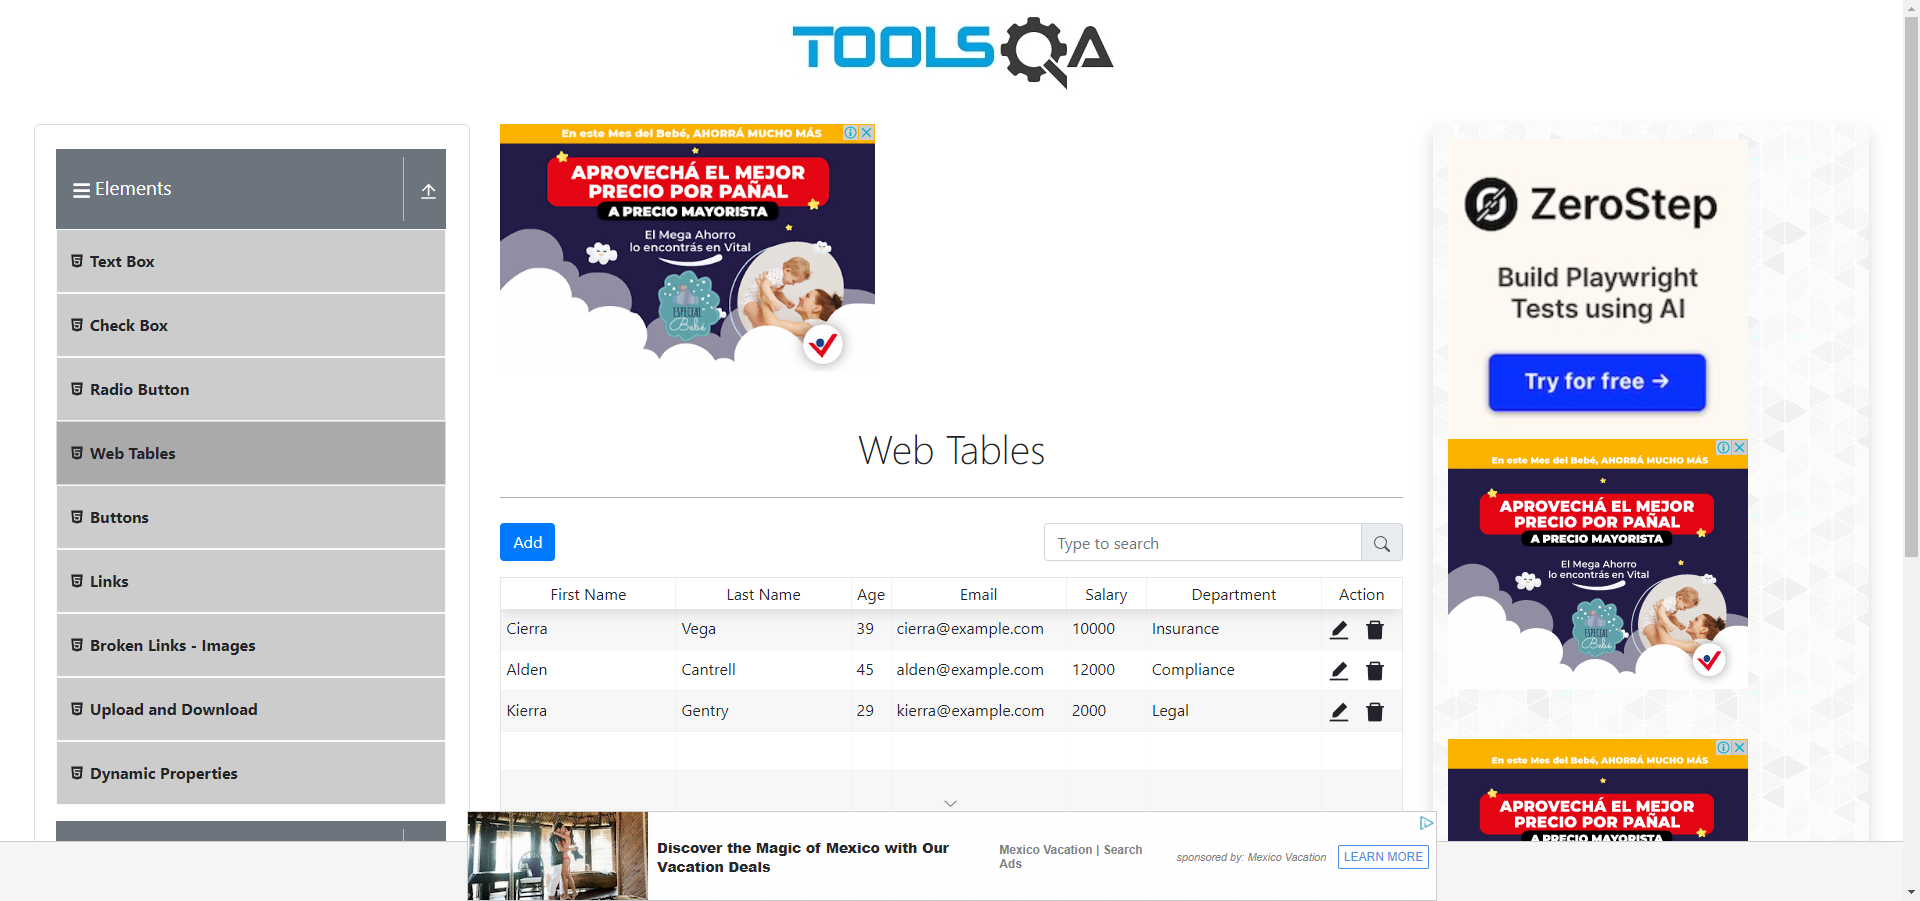 TOOLSQA
Elements
Text Box
Check Box
Radio Button
Web Tables
Buttons
Links
Broken Links - Images
Upload and Download
Dynamic Properties
En este Mes del Bebé, AHORRÁ MUCHO MÁS
APROVECHÁ EL MEJOR
PRECIO POR PAÑAL
A PRECIO MAYORISTA
El Mega Ahorro
lo encontrás en Vital
ESPECIAL
Bebé
Web Tables
Add
Type to search
First Name Last Name Age Email Salary Department Action
Cierra Vega 39 cierra@example.com 10000 Insurance
Alden Cantrell 45 alden@example.com 12000 Compliance
Kierra Gentry 29 kierra@example.com 2000 Legal
ZeroStep
Build Playwright
Tests using AI
Try for free →
En este Mes del Bebé, AHORRÁ MUCHO MÁS
APROVECHÁ EL MEJOR
PRECIO POR PAÑAL
A PRECIO MAYORISTA
El Mega Ahorro
lo encontrás en Vital
ESPECIAL
Bebé
En este Mes del Bebé, AHORRÁ MUCHO MÁS
APROVECHÁ EL MEJOR
PRECIO POR PAÑAL
A PRECIO MAYORISTA
Discover the Magic of Mexico with Our
Vacation Deals
Mexico Vacation | Search
Ads
sponsored by: Mexico Vacation
LEARN MORE